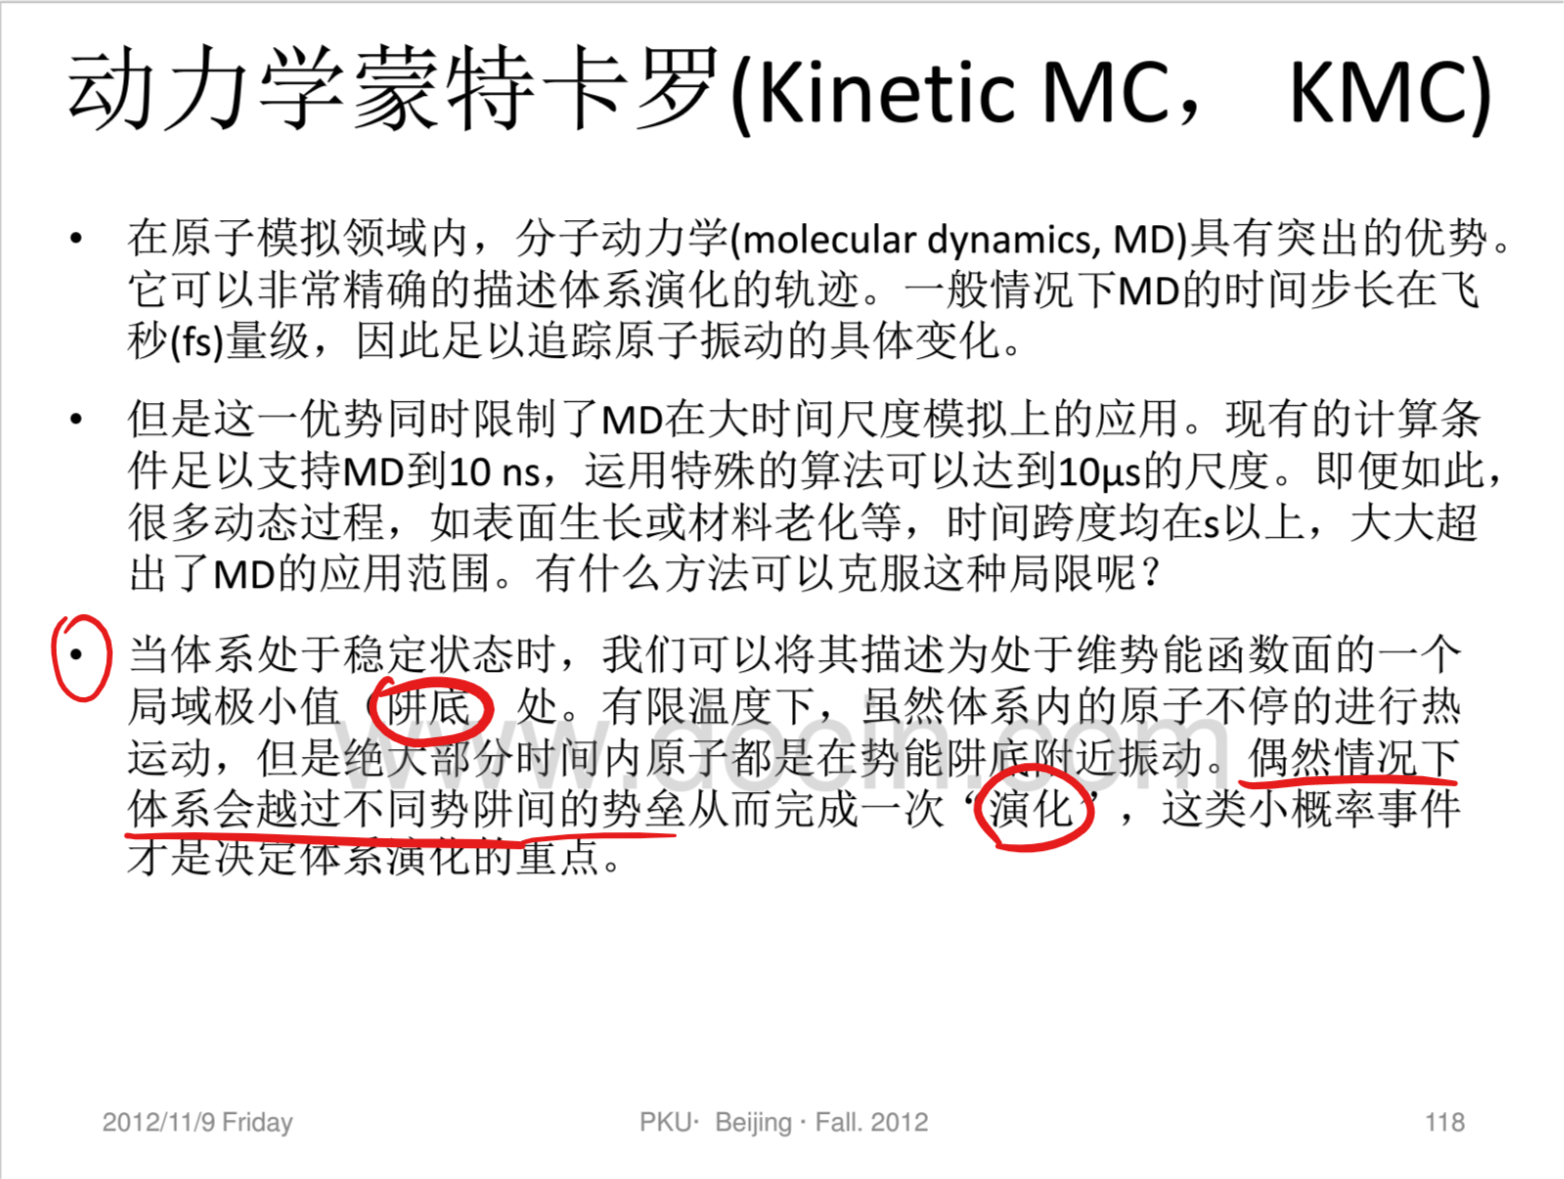 动力学蒙特卡罗(Kinetic MC， KMC)
• 在原子模拟领域内，分子动力学(molecular dynamics, MD)具有突出的优势。
它可以非常精确的描述体系演化的轨迹。一般情况下MD的时间步长在飞
秒(fs)量级，因此足以追踪原子振动的具体变化。
• 但是这一优势同时限制了MD在大时间尺度模拟上的应用。现有的计算条
件足以支持MD到10 ns，运用特殊的算法可以达到10μs的尺度。即便如此，
很多动态过程，如表面生长或材料老化等，时间跨度均在s以上，大大超
出了MD的应用范围。有什么方法可以克服这种局限呢？
• 当体系处于稳定状态时，我们可以将其描述为处于维势能函数面的一个
局域极小值（阱底）处。有限温度下，虽然体系内的原子不停的进行热
运动，但是绝大部分时间内原子都是在势能阱底附近振动。偶然情况下
体系会越过不同势阱间的势垒从而完成一次“演化”，这类小概率事件
才是决定体系演化的重点。
www.docin.com
2012/11/9 Friday
PKU· Beijing · Fall. 2012
118